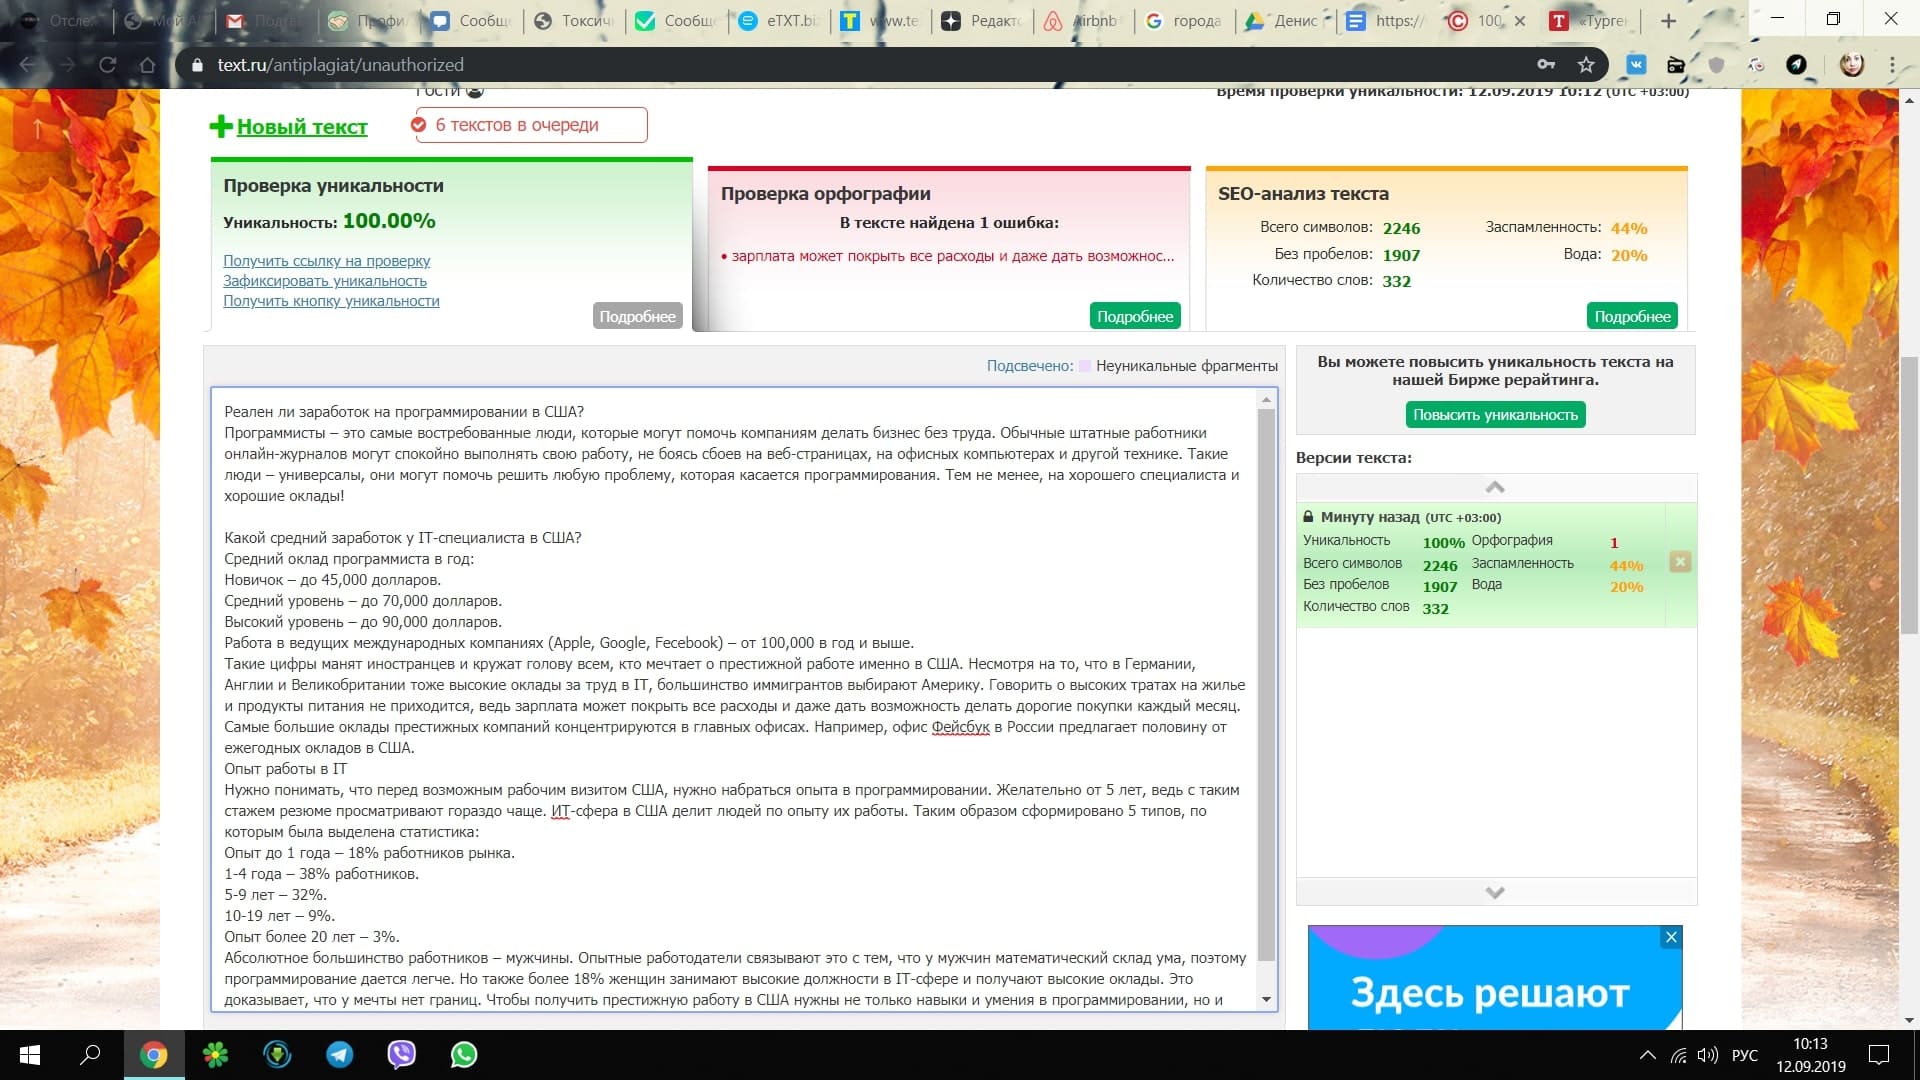 Отсле
Мой А
Подтв
Профи
Сообщ
Токсич
Сообщ
eTXT.bi
www.te
Редакто
Airbnb
города
Денис
https://
100
«Турген
text.ru/antiplagiat/unauthorized
Гости
Время проверки уникальности: 12.09.2019 10:12 (UTC +03:00)
Новый текст
6 текстов в очереди
Проверка уникальности
Уникальность: 100.00%
Получить ссылку на проверку
Зафиксировать уникальность
Получить кнопку уникальности
Подробнее
Проверка орфографии
В тексте найдена 1 ошибка:
• зарплата может покрыть все расходы и даже дать возможнос...
Подробнее
SEO-анализ текста
Всего символов: 2246 Заспамленность: 44%
Без пробелов: 1907 Вода: 20%
Количество слов: 332
Подробнее
Подсвечено: Неуникальные фрагменты
Реален ли заработок на программировании в США?
Программисты – это самые востребованные люди, которые могут помочь компаниям делать бизнес без труда. Обычные штатные работники
онлайн-журналов могут спокойно выполнять свою работу, не боясь сбоев на веб-страницах, на офисных компьютерах и другой технике. Такие
люди – универсалы, они могут помочь решить любую проблему, которая касается программирования. Тем не менее, на хорошего специалиста и
хорошие оклады!
Какой средний заработок у IT-специалиста в США?
Средний оклад программиста в год:
Новичок – до 45,000 долларов.
Средний уровень – до 70,000 долларов.
Высокий уровень – до 90,000 долларов.
Работа в ведущих международных компаниях (Apple, Google, Fecebook) – от 100,000 в год и выше.
Такие цифры манят иностранцев и кружат голову всем, кто мечтает о престижной работе именно в США. Несмотря на то, что в Германии,
Англии и Великобритании тоже высокие оклады за труд в IT, большинство иммигрантов выбирают Америку. Говорить о высоких тратах на жилье
и продукты питания не приходится, ведь зарплата может покрыть все расходы и даже дать возможность делать дорогие покупки каждый месяц.
Самые большие оклады престижных компаний концентрируются в главных офисах. Например, офис Фейсбук в России предлагает половину от
ежегодных окладов в США.
Опыт работы в IT
Нужно понимать, что перед возможным рабочим визитом США, нужно набраться опыта в программировании. Желательно от 5 лет, ведь с таким
стажем резюме просматривают гораздо чаще. ИТ-сфера в США делит людей по опыту их работы. Таким образом сформировано 5 типов, по
которым была выделена статистика:
Опыт до 1 года – 18% работников рынка.
1-4 года – 38% работников.
5-9 лет – 32%.
10-19 лет – 9%.
Опыт более 20 лет – 3%.
Абсолютное большинство работников – мужчины. Опытные работодатели связывают это с тем, что у мужчин математический склад ума, поэтому
программирование дается легче. Но также более 18% женщин занимают высокие должности в IT-сфере и получают высокие оклады. Это
доказывает, что у мечты нет границ. Чтобы получить престижную работу в США нужны не только навыки и умения в программировании, но и
Вы можете повысить уникальность текста на
нашей Бирже рерайтинга.
Повысить уникальность
Версии текста:
Минуту назад (UTC +03:00)
Уникальность 100% Орфография 1
Всего символов 2246 Заспамленность 44%
Без пробелов 1907 Вода 20%
Количество слов 332
Здесь решают
РУС
10:13
12.09.2019